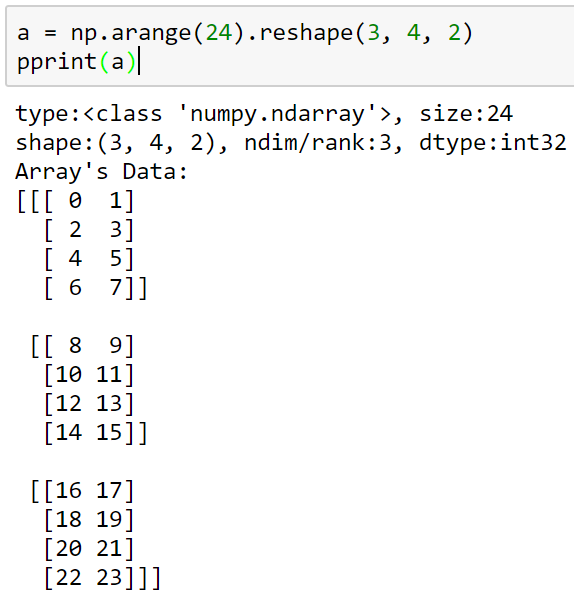 a = np.arange(24).reshape(3, 4, 2)
pprint(a)
type:<class 'numpy.ndarray'>, size:24
shape:(3, 4, 2), ndim/rank:3, dtype:int32
Array's Data:
[[[ 0  1]
  [ 2  3]
  [ 4  5]
  [ 6  7]]

 [[ 8  9]
  [10 11]
  [12 13]
  [14 15]]

 [[16 17]
  [18 19]
  [20 21]
  [22 23]]]